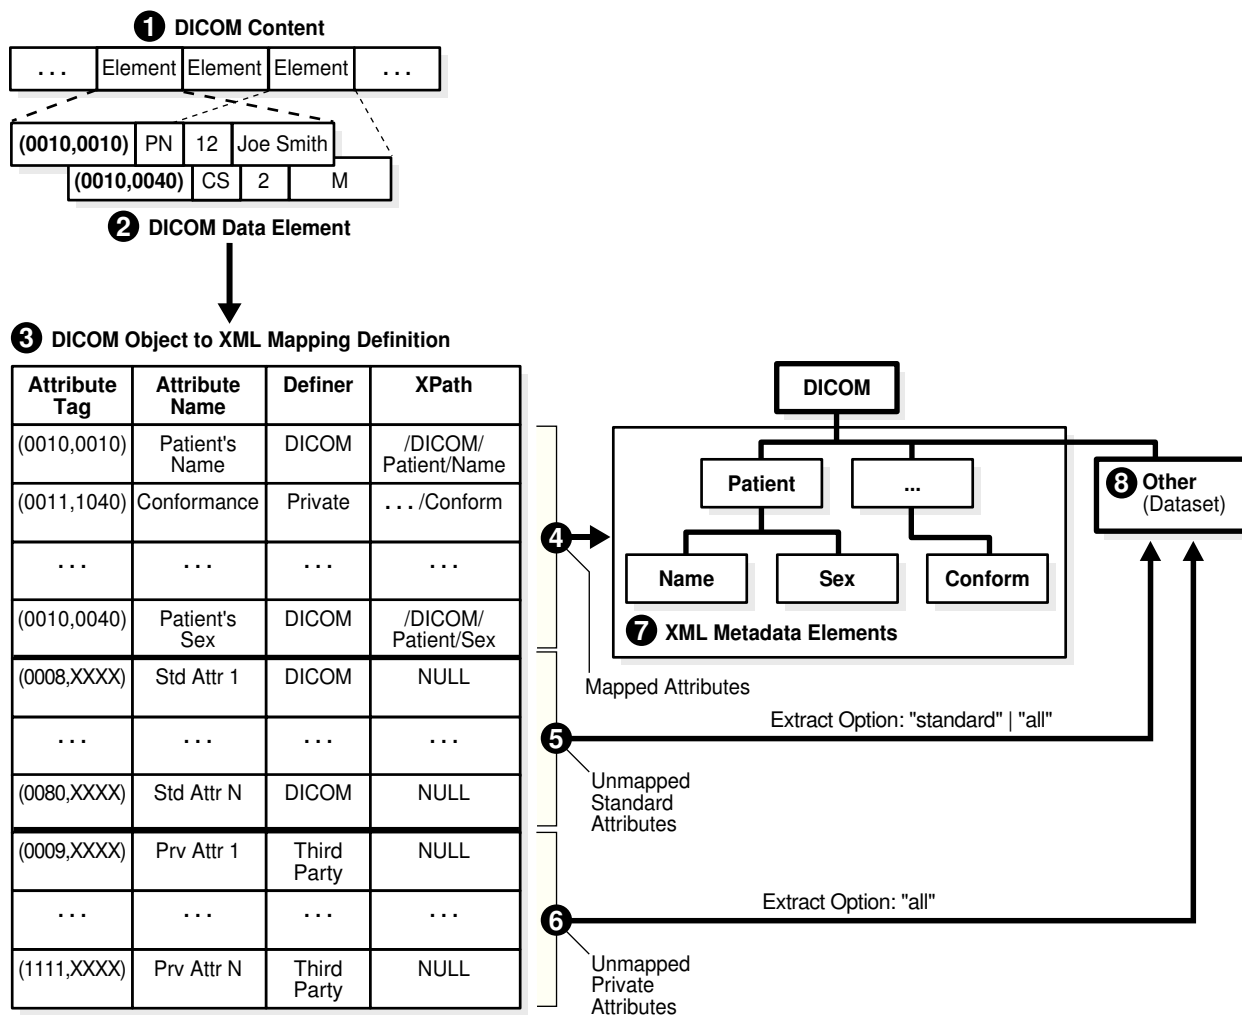 1 DICOM Content
... Element Element Element ...
(0010,0010) PN 12 Joe Smith
(0010,0040) CS 2 M
2 DICOM Data Element
3 DICOM Object to XML Mapping Definition
Attribute Tag Attribute Name Definer XPath
(0010,0010) Patient's Name DICOM /DICOM/Patient/Name
(0011,1040) Conformance Private .../Conform
... ... ... ...
(0010,0040) Patient's Sex DICOM /DICOM/Patient/Sex
(0008,XXXX) Std Attr 1 DICOM NULL
... ... ... ...
(0080,XXXX) Std Attr N DICOM NULL
(0009,XXXX) Prv Attr 1 Third Party NULL
... ... ... ...
(1111,XXXX) Prv Attr N Third Party NULL
4
Mapped Attributes
5
Unmapped
Standard
Attributes
6
Unmapped
Private
Attributes
DICOM
Patient
...
Name
Sex
Conform
7 XML Metadata Elements
8 Other
(Dataset)
Extract Option: "standard" | "all"
Extract Option: "all"